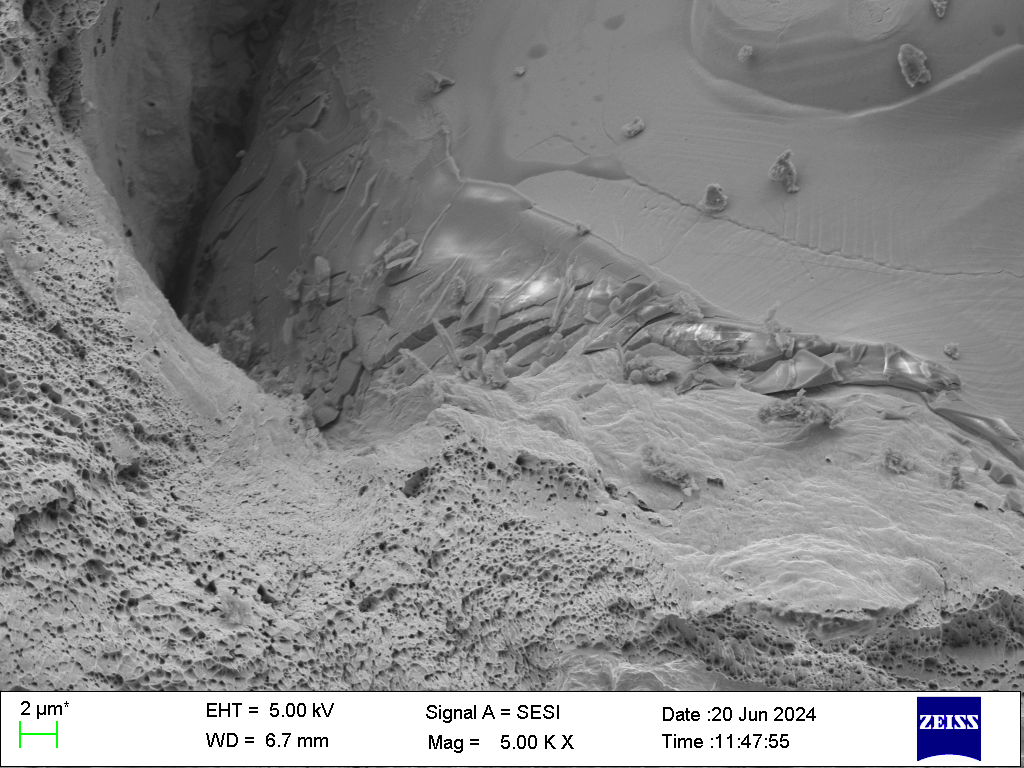 2 µm*
EHT = 5.00 kV
WD = 6.7 mm
Signal A = SESI
Mag = 5.00 K X
Date :20 Jun 2024
Time :11:47:55
ZEISS